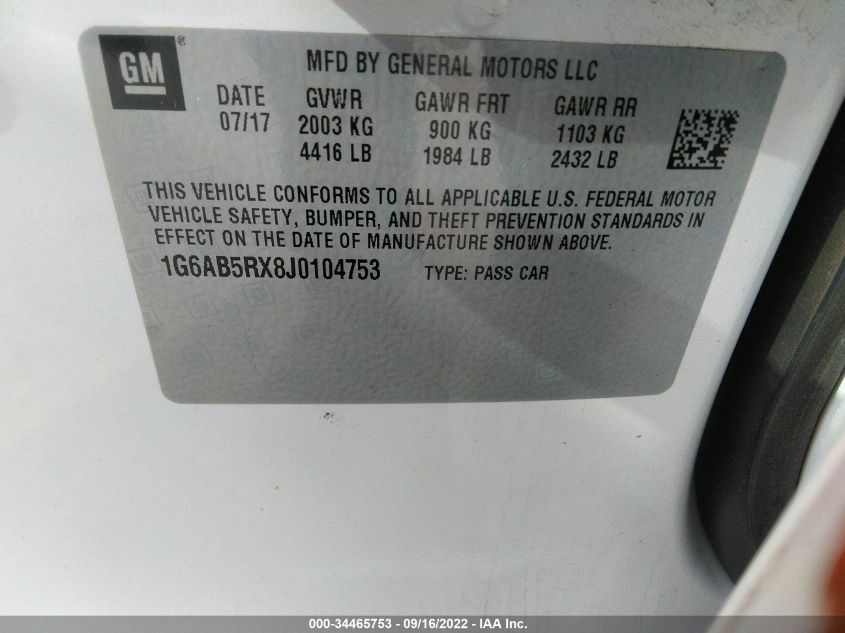 GM ®
MFD BY GENERAL MOTORS LLC
DATE GVWR GAWR FRT GAWR RR
07/17 2003 KG 900 KG 1103 KG
4416 LB 1984 LB 2432 LB
THIS VEHICLE CONFORMS TO ALL APPLICABLE U.S. FEDERAL MOTOR
VEHICLE SAFETY, BUMPER, AND THEFT PREVENTION STANDARDS IN
EFFECT ON THE DATE OF MANUFACTURE SHOWN ABOVE.
1G6AB5RX8J0104753 TYPE: PASS CAR
000-34465753 - 09/16/2022 - IAA Inc.